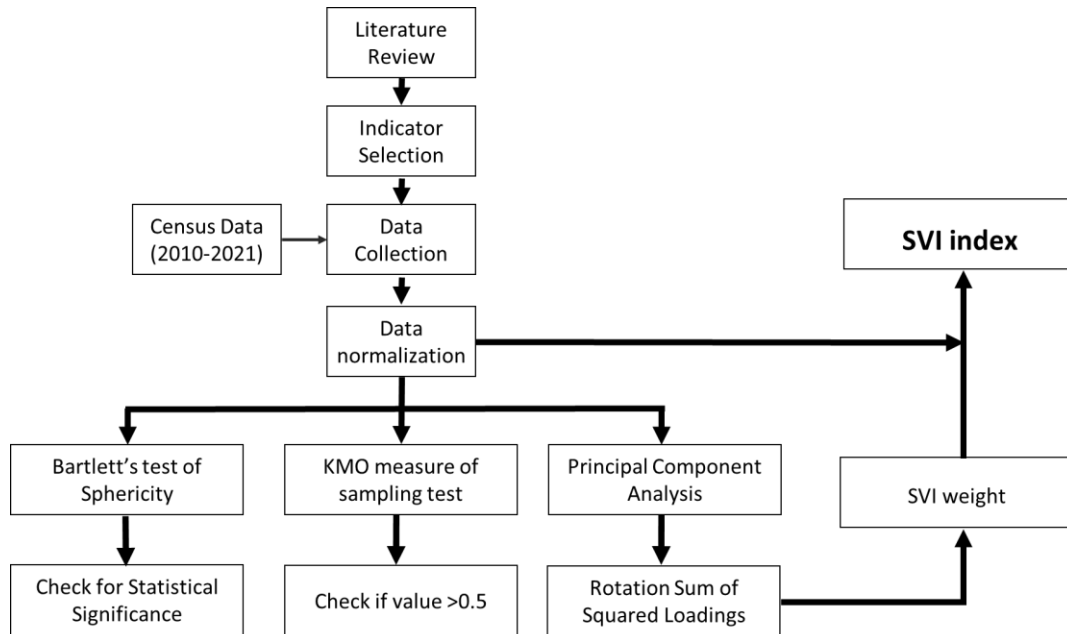 Literature
Review
Indicator
Selection
Census Data
(2010-2021)
Data
Collection
SVI index
Data
normalization
Bartlett’s test of
Sphericity
KMO measure of
sampling test
Principal Component
Analysis
SVI weight
Check for Statistical
Significance
Check if value >0.5
Rotation Sum of
Squared Loadings